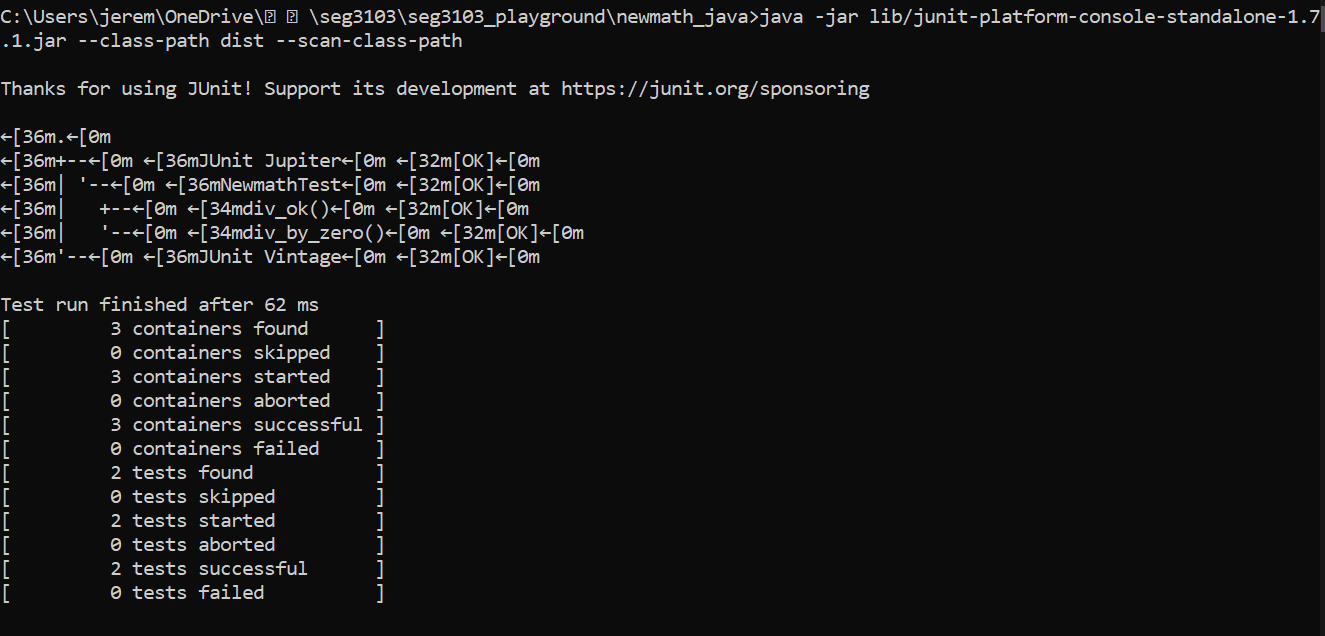 C:\Users\jerem\OneDrive\ \seg3103\seg3103_playground\newmath_java>java -jar lib/junit-platform-console-standalone-1.7
.1.jar --class-path dist --scan-class-path
Thanks for using JUnit! Support its development at https://junit.org/sponsoring
←[36m.←[0m
←[36m+--←[0m ←[36mJUnit Jupiter←[0m ←[32m[OK]←[0m
←[36m| '--←[0m ←[36mNewmathTest←[0m ←[32m[OK]←[0m
←[36m|   +--←[0m ←[34mdiv_ok()←[0m ←[32m[OK]←[0m
←[36m|   '--←[0m ←[34mdiv_by_zero()←[0m ←[32m[OK]←[0m
←[36m'--←[0m ←[36mJUnit Vintage←[0m ←[32m[OK]←[0m
Test run finished after 62 ms
[         3 containers found      ]
[         0 containers skipped    ]
[         3 containers started    ]
[         0 containers aborted    ]
[         3 containers successful ]
[         0 containers failed     ]
[         2 tests found           ]
[         0 tests skipped         ]
[         2 tests started         ]
[         0 tests aborted         ]
[         2 tests successful      ]
[         0 tests failed          ]